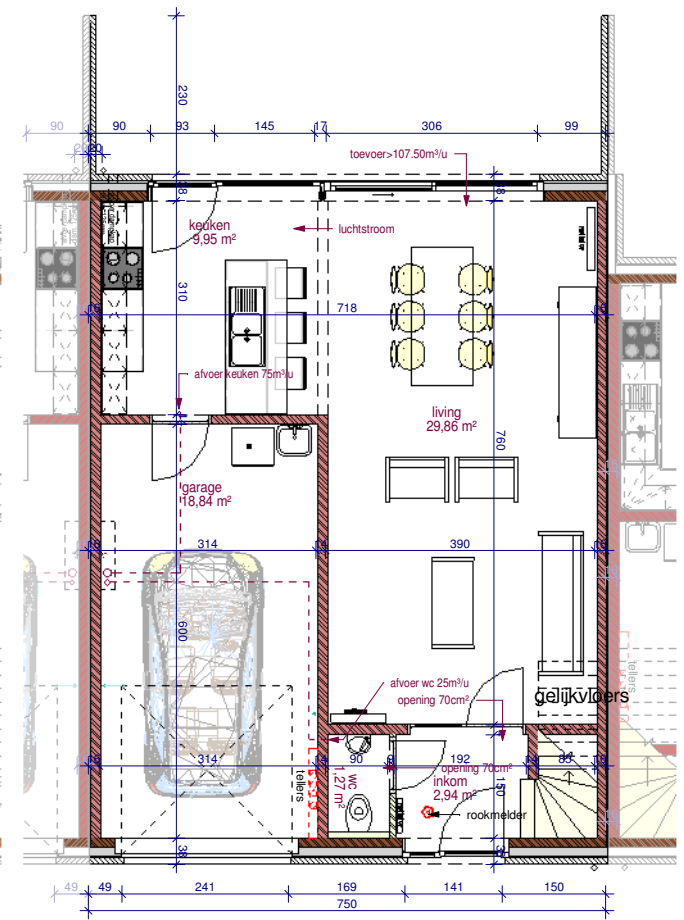 230
90 90 93 145 17 306 99
toevoer>107.50m³/u
keuken
9,95 m²
luchtstroom
310
718
afvoer keuken 75m³/u
living
29,86 m²
760
garage
18,84 m²
314
390
600
tellers
afvoer wc 25m³/u
opening 70cm²
gelijkvloers
314
90
192
85
opening 70cm²
wc
1,27 m²
inkom
2,94 m²
150
tellers
rookmelder
49 49 241 169 141 150
750